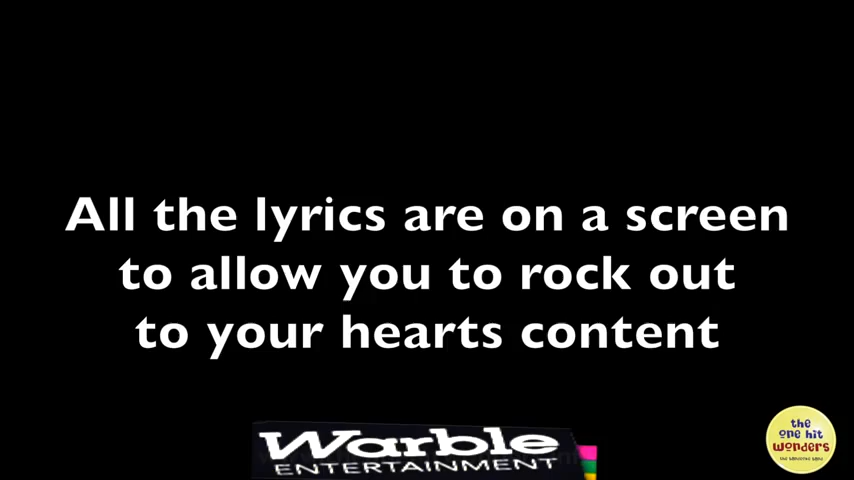 All the lyrics are on a screen
to allow you to rock out
to your hearts content
Warble
ENTERTAINMENT
the
one hit
wonders